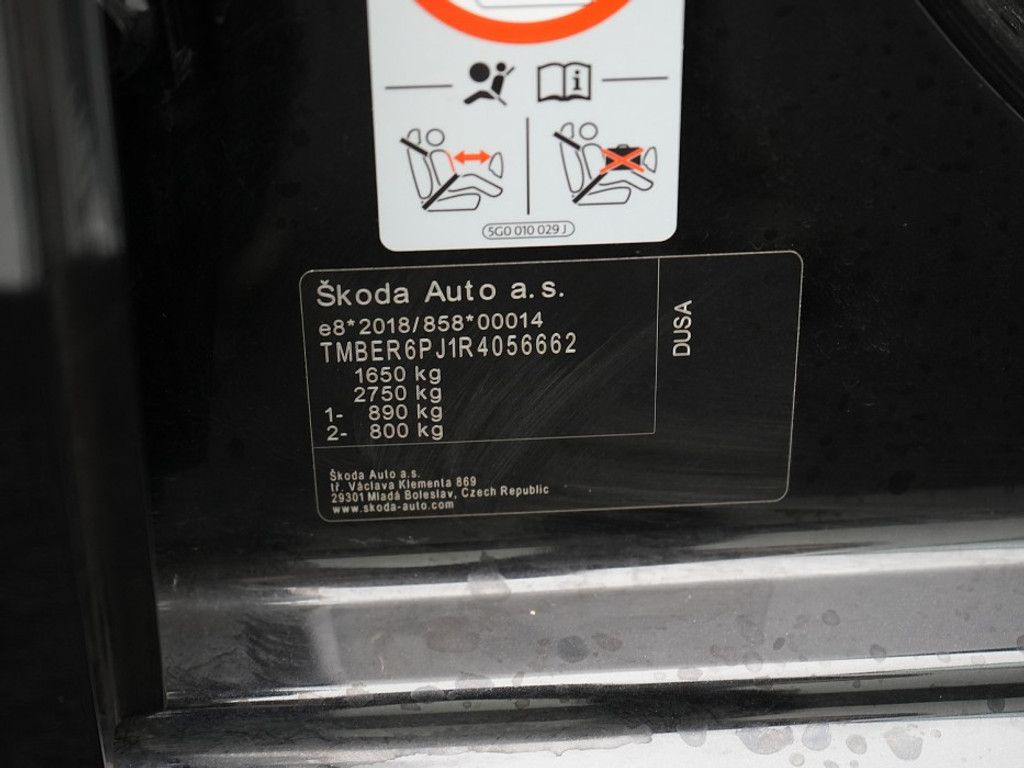 5G0 010 029 J
Škoda Auto a.s.
e8*2018/858*00014
TMBER6PJ1R4056662
1650 kg
2750 kg
1- 890 kg
2- 800 kg
DUSA
Škoda Auto a.s.
tř. Václava Klementa 869
29301 Mladá Boleslav, Czech Republic
www.skoda-auto.com